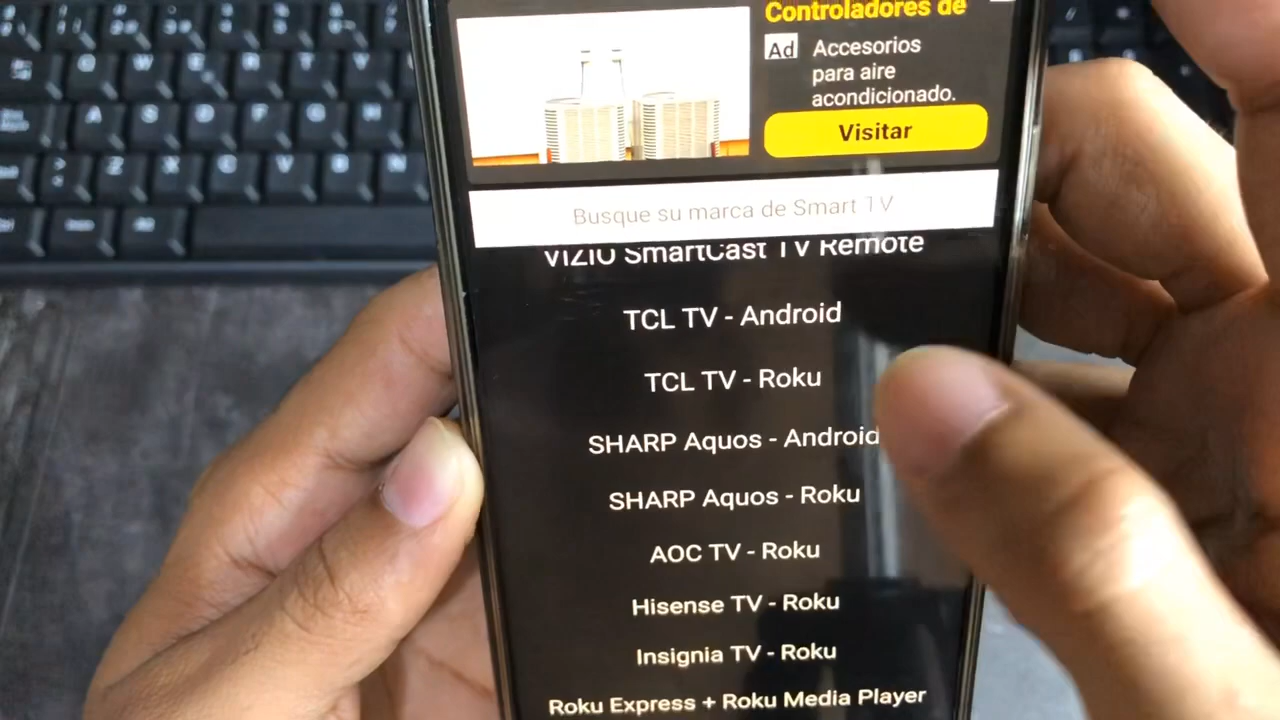 Controladores de
Ad
Accesorios
para aire
acondicionado.
Visitar
Busque su marca de Smart TV
VIZIO SmartCast TV Remote
TCL TV - Android
TCL TV - Roku
SHARP Aquos - Android
SHARP Aquos - Roku
AOC TV - Roku
Hisense TV - Roku
Insignia TV - Roku
Roku Express + Roku Media Player
Q W E R T V
A S D F G H
Z X C V B N